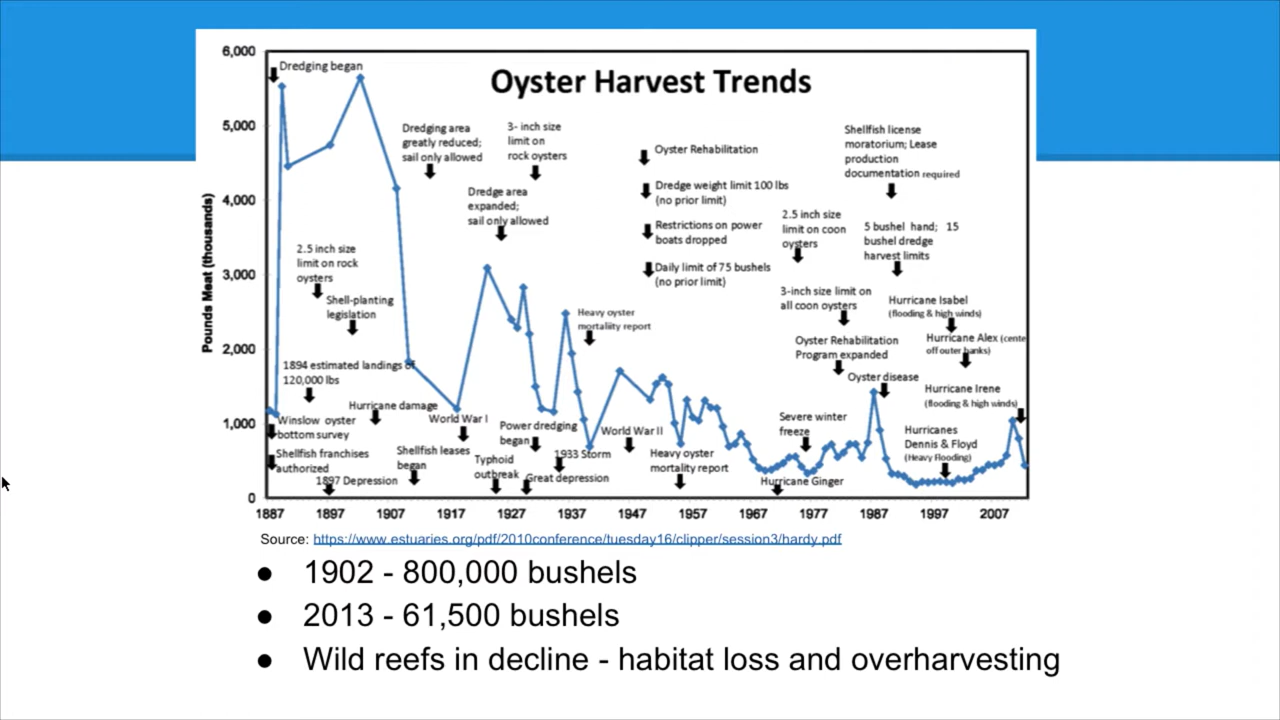 Oyster Harvest Trends
Pounds Meat (thousands)
6,000
5,000
4,000
3,000
2,000
1,000
0
Dredging began
Dredging area
greatly reduced;
sail only allowed
3- inch size
limit on
rock oysters
Dredge area
expanded;
sail only allowed
Oyster Rehabilitation
Dredge weight limit 100 lbs
(no prior limit)
Restrictions on power
boats dropped
Daily limit of 75 bushels
(no prior limit)
Shellfish license
moratorium; Lease
production
documentation required
2.5 inch size
limit on coon
oysters
5 bushel hand; 15
bushel dredge
harvest limits
3-inch size limit on
all coon oysters
Hurricane Isabel
(flooding & high winds)
Hurricane Alex (cente
off outer banks)
Oyster Rehabilitation
Program expanded
Oyster disease
Hurricane Irene
(flooding & high winds)
2.5 inch size
limit on rock
oysters
Shell-planting
legislation
Heavy oyster
mortaliity report
1894 estimated landings of
120,000 lbs
Hurricane damage
Winslow oyster
bottom survey
World War I
Power dredging
began
World War II
Severe winter
freeze
Hurricanes
Dennis & Floyd
(Heavy Flooding)
Shellfish franchises
authorized
Shellfish leases
began
Typhoid
outbreak
1933 Storm
Great depression
Heavy oyster
mortality report
1897 Depression
Hurricane Ginger
1887 1897 1907 1917 1927 1937 1947 1957 1967 1977 1987 1997 2007
Source: https://www.estuaries.org/pdf/2010conference/tuesday16/clipper/session3/hardy.pdf
● 1902 - 800,000 bushels
● 2013 - 61,500 bushels
● Wild reefs in decline - habitat loss and overharvesting